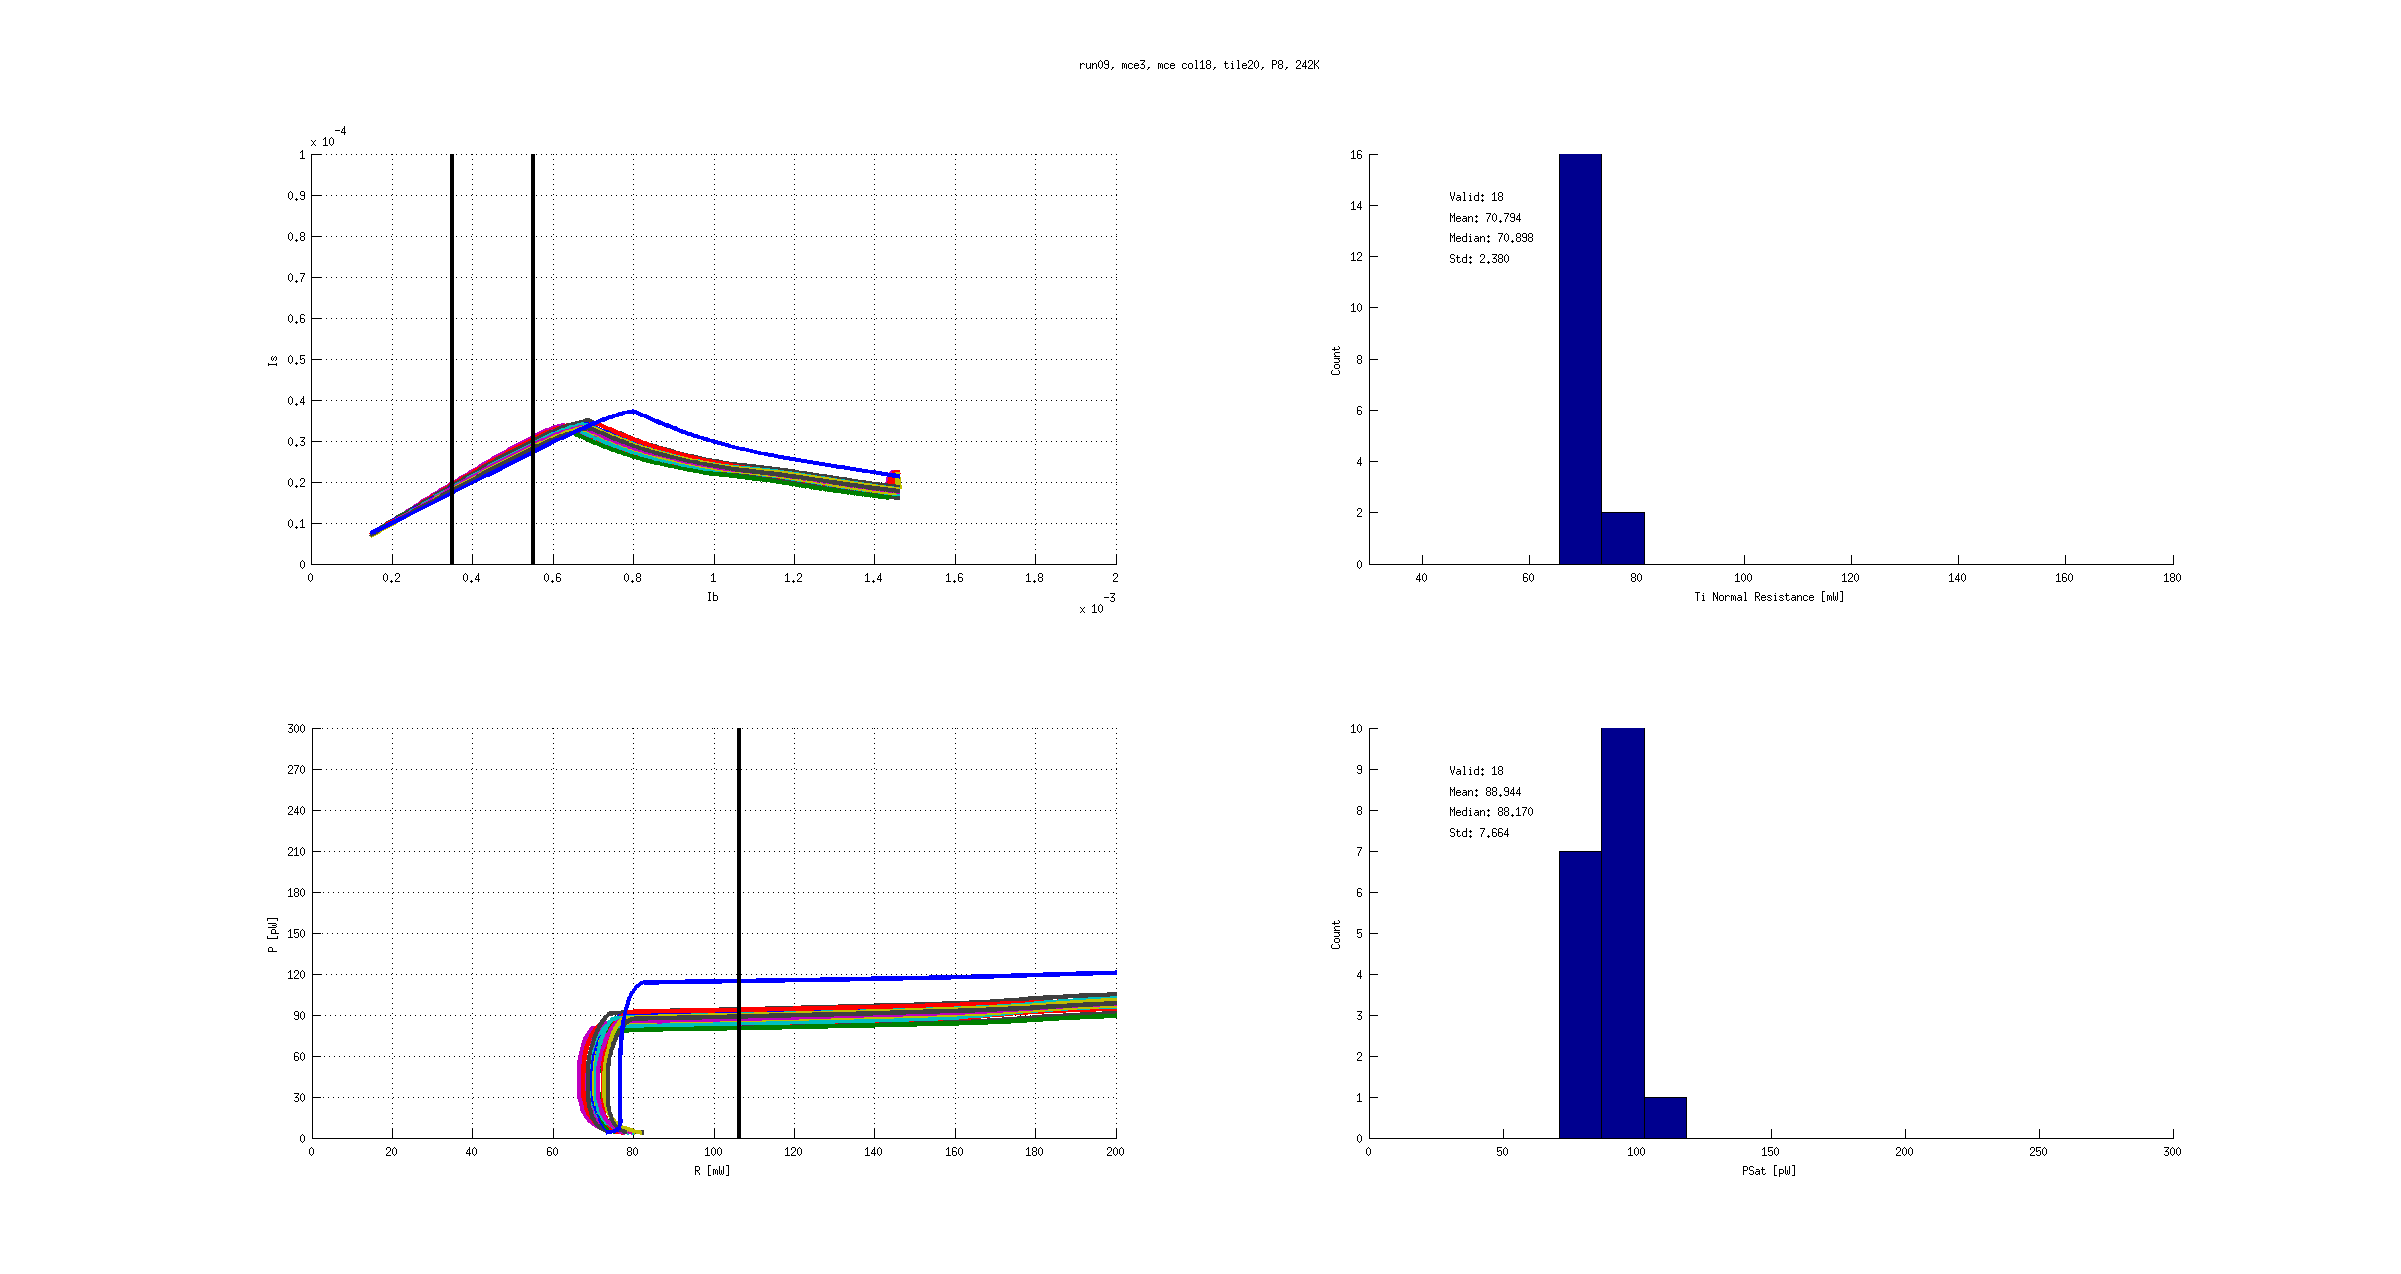 run09, mce3, mce col18, tile20, P8, 242K
x 10 -4
1
0.9
0.8
0.7
0.6
0.5
0.4
0.3
0.2
0.1
0
Is
0 0.2 0.4 0.6 0.8 1 1.2 1.4 1.6 1.8 2
Ib
x 10 -3
16
14
12
10
8
6
4
2
0
Count
Valid: 18
Mean: 70.794
Median: 70.898
Std: 2.380
40 60 80 100 120 140 160 180
Ti Normal Resistance [mW]
300
270
240
210
180
150
120
90
60
30
0
P [pW]
0 20 40 60 80 100 120 140 160 180 200
R [mW]
10
9
8
7
6
5
4
3
2
1
0
Count
Valid: 18
Mean: 88.944
Median: 88.170
Std: 7.664
0 50 100 150 200 250 300
PSat [pW]